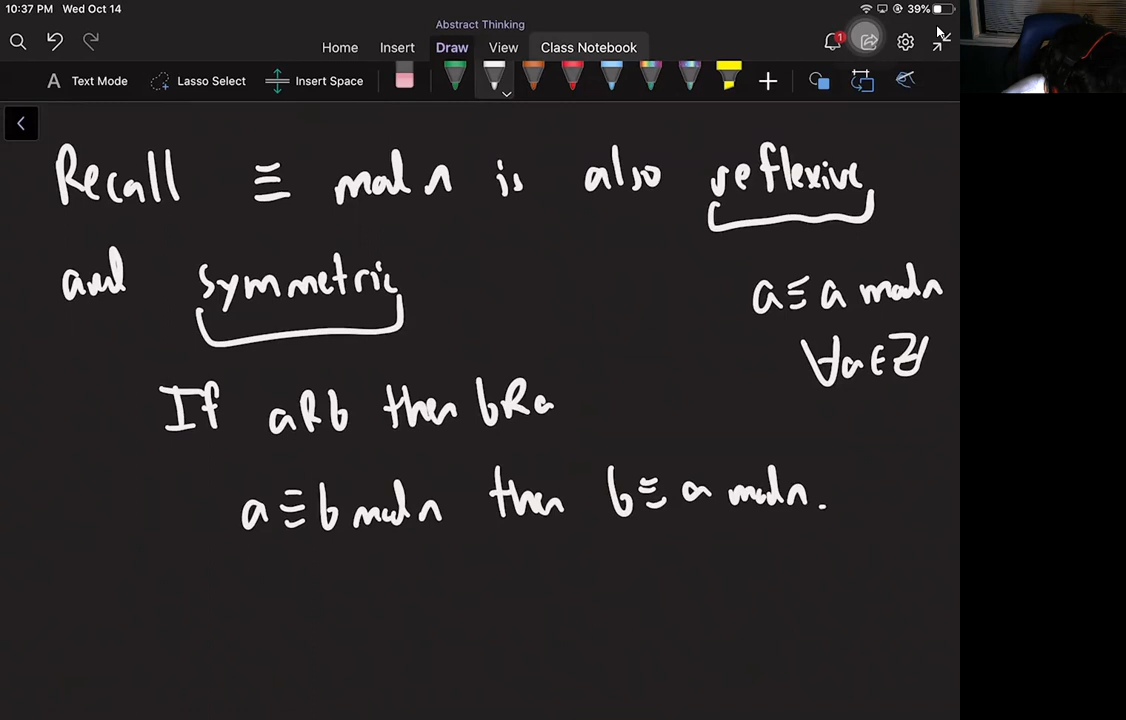 10:37 PM Wed Oct 14
39%
Abstract Thinking
Home Insert Draw View Class Notebook
1
Text Mode Lasso Select Insert Space
Recall ≡ mod n is also reflexive
and symmetric
a ≡ a mod n
∀a ∈ ℤ
If aRb then bRa
a ≡ b mod n then b ≡ a mod n.